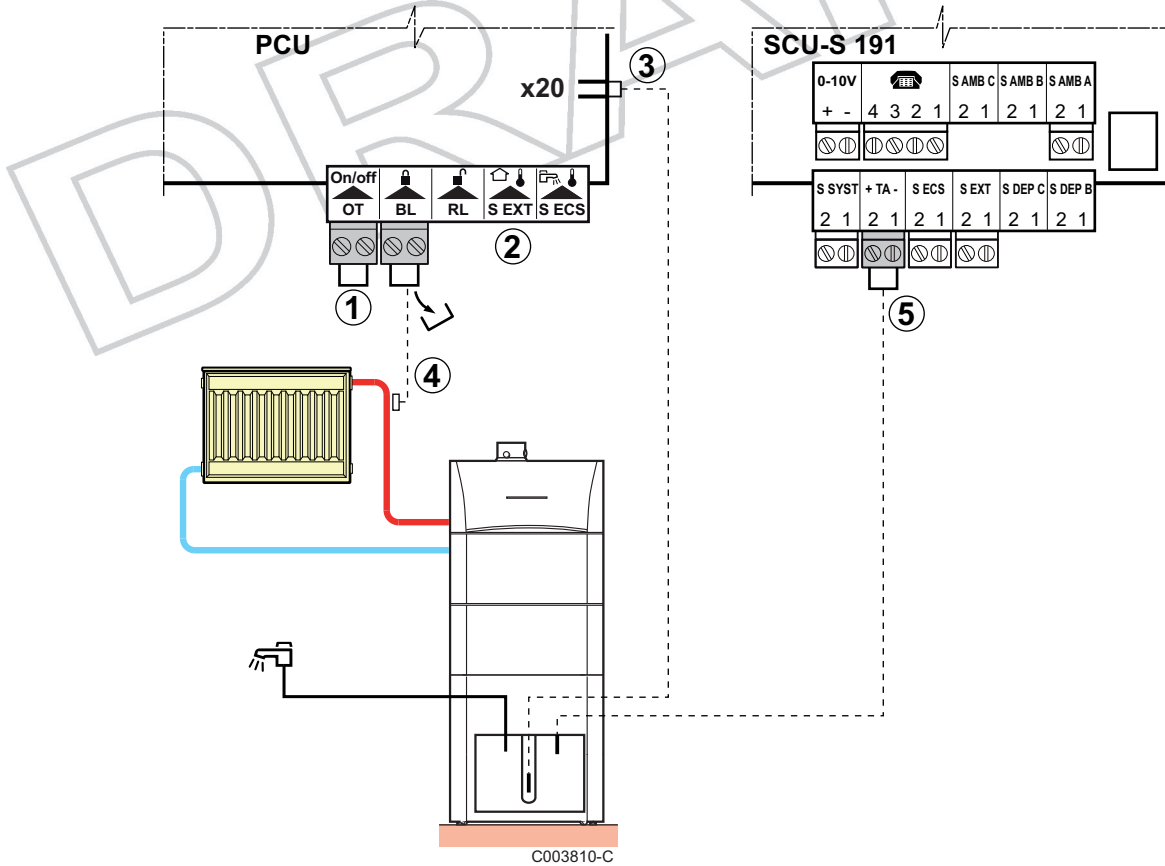 DRA
PCU
SCU-S 191
x20
3
0-10V S AMB C S AMB B S AMB A
+ - 4 3 2 1 2 1 2 1 2 1
On/off
OT BL RL S EXT S ECS
2
S SYST + TA - S ECS S EXT S DEP C S DEP B
2 1 2 1 2 1 2 1 2 1 2 1
1
5
4
C003810-C